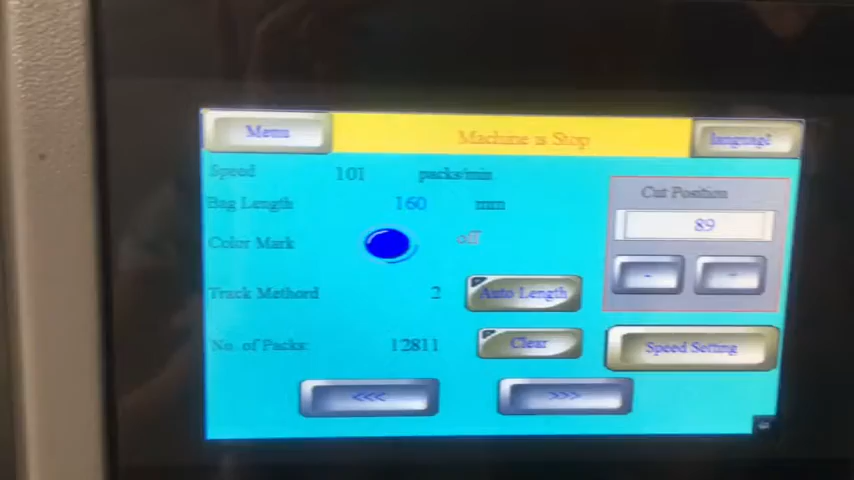 Menu Machine is Stop language
Speed 101 packs/min
Cut Position
Bag Length 160 mm
89
Color Mark off
- -
Track Methord 2 Auto Length
No. of Packs: 12811 Clear Speed Setting
<<< >>>